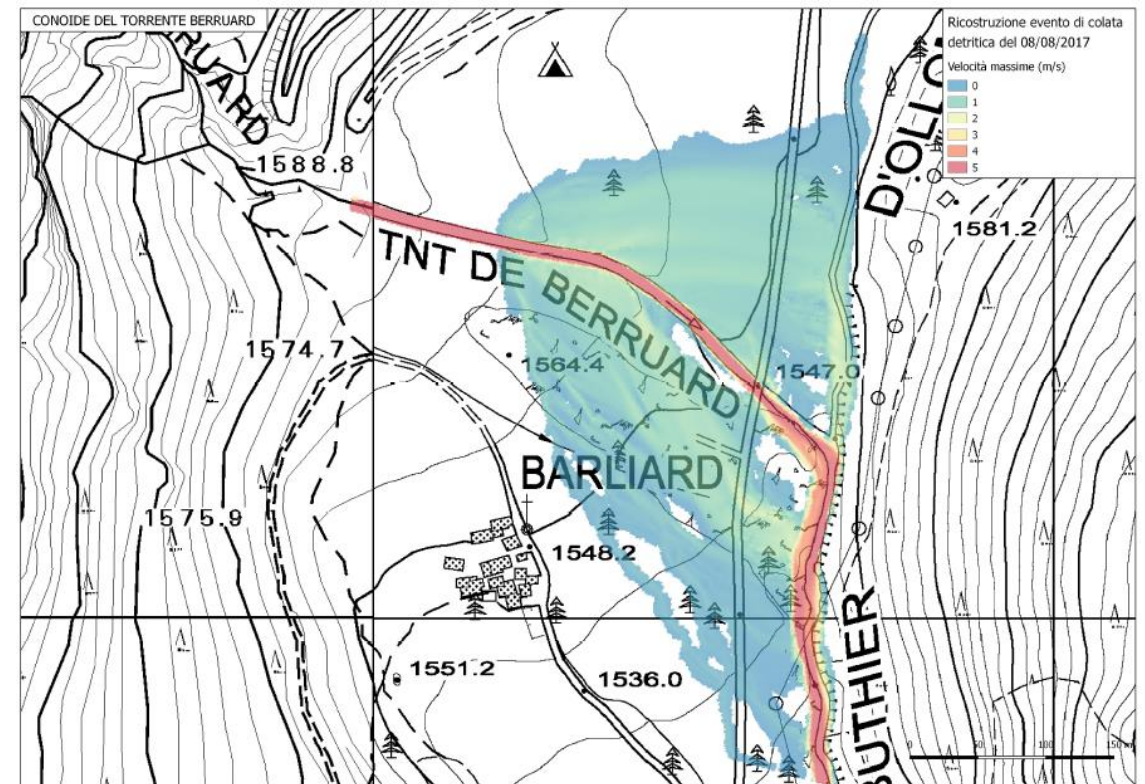 CONOIDE DEL TORRENTE BERRUARD
Ricostruzione evento di colata
detritica del 08/08/2017
Velocità massime (m/s)
0
1
2
3
4
5
RRUARD
D'OLLO
1588.8
1581.2
TNT DE BERRUARD
1574.7
1564.4
1547.0
BARLIARD
1575.9
1548.2
1551.2
1536.0
BUTHIER
0 50 100 150 m